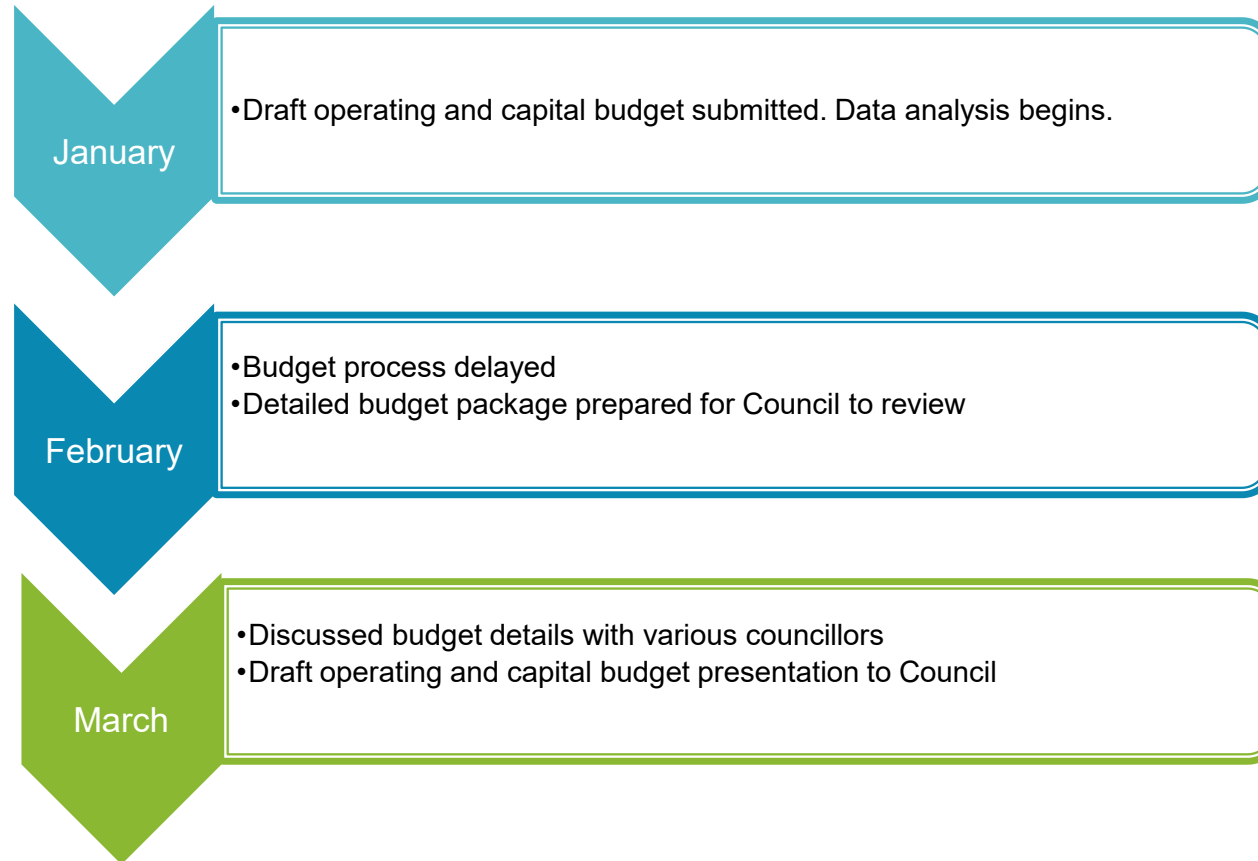 January
•Draft operating and capital budget submitted. Data analysis begins.
February
•Budget process delayed
•Detailed budget package prepared for Council to review
March
•Discussed budget details with various councillors
•Draft operating and capital budget presentation to Council